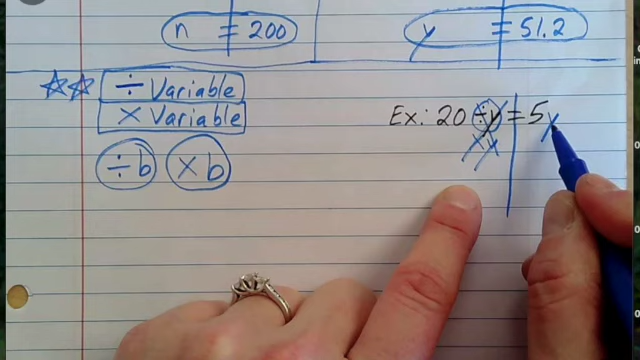 n = 200
y = 51.2
÷ Variable
× Variable
Ex: 20 ÷ y = 5y
×y
÷b ×b